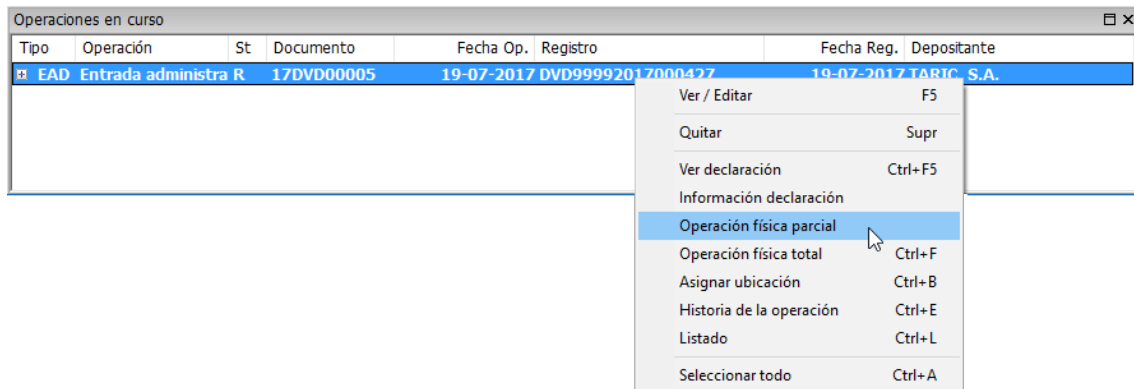 Operaciones en curso
Tipo Operación St Documento Fecha Op. Registro Fecha Reg. Depositante
EAD Entrada administra R 17DVD00005 19-07-2017 DVD99992017000427 19-07-2017 TARIC, S.A.
Ver / Editar F5
Quitar Supr
Ver declaración Ctrl+F5
Información declaración
Operación física parcial
Operación física total Ctrl+F
Asignar ubicación Ctrl+B
Historia de la operación Ctrl+E
Listado Ctrl+L
Seleccionar todo Ctrl+A